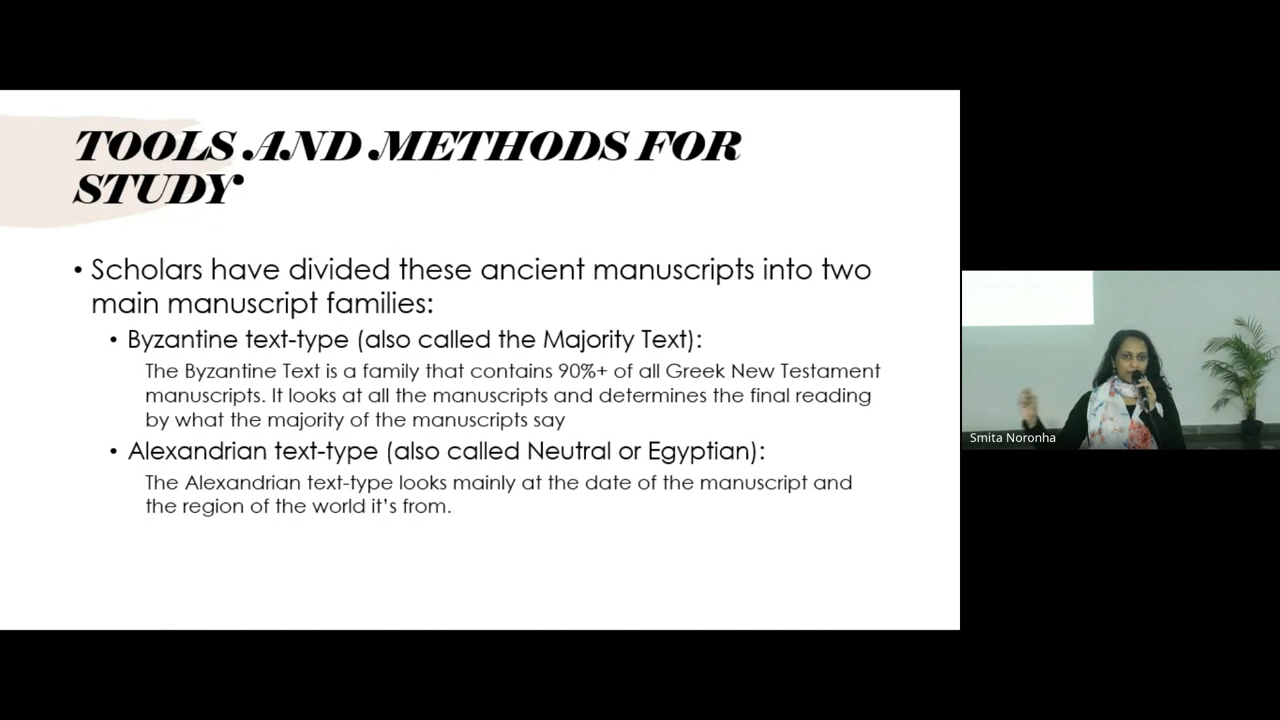 TOOLS AND METHODS FOR
STUDY
• Scholars have divided these ancient manuscripts into two
main manuscript families:
• Byzantine text-type (also called the Majority Text):
The Byzantine Text is a family that contains 90%+ of all Greek New Testament
manuscripts. It looks at all the manuscripts and determines the final reading
by what the majority of the manuscripts say
• Alexandrian text-type (also called Neutral or Egyptian):
The Alexandrian text-type looks mainly at the date of the manuscript and
the region of the world it’s from.
Smita Noronha